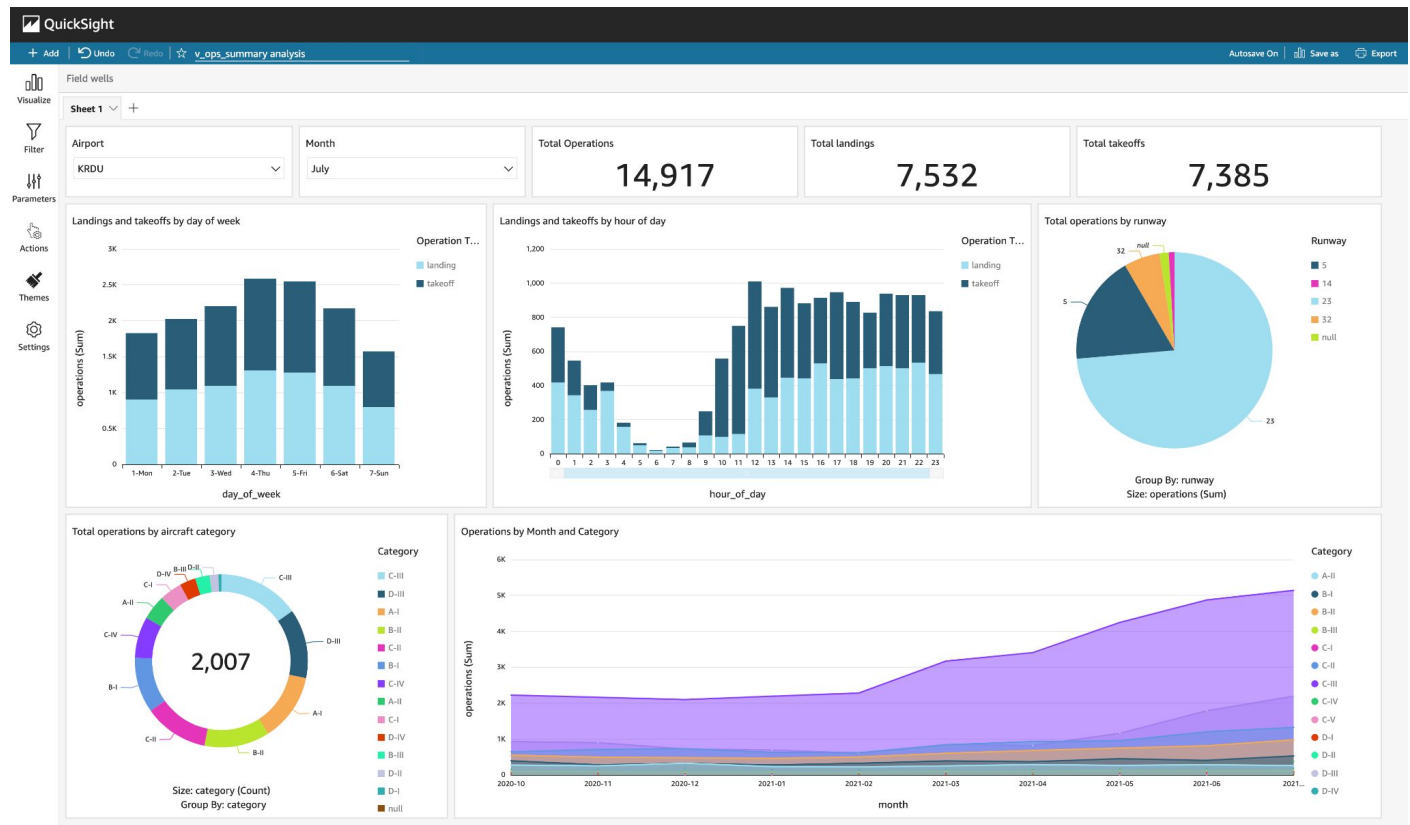 QuickSight
+ Add Undo Redo v_ops_summary analysis Autosave On Save as Export
Visualize
Filter
Parameters
Actions
Themes
Settings
Field wells
Sheet 1 +
Airport
KRDU
Month
July
Total Operations
14,917
Total landings
7,532
Total takeoffs
7,385
Landings and takeoffs by day of week
Operation T...
landing
takeoff
operations (Sum)
3K
2.5K
2K
1.5K
1K
0.5K
0
1-Mon 2-Tue 3-Wed 4-Thu 5-Fri 6-Sat 7-Sun
day_of_week
Landings and takeoffs by hour of day
Operation T...
landing
takeoff
operations (Sum)
1,200
1,000
800
600
400
200
0
0 1 2 3 4 5 6 7 8 9 10 11 12 13 14 15 16 17 18 19 20 21 22 23
hour_of_day
Total operations by runway
null
32
5
23
Runway
5
14
23
32
null
Group By: runway
Size: operations (Sum)
Total operations by aircraft category
D-II
B-III
D-IV
C-I
A-II
C-IV
B-I
C-II
B-II
A-I
D-III
C-III
2,007
Category
C-III
D-III
A-I
B-II
C-II
B-I
C-IV
A-II
C-I
D-IV
B-III
D-II
D-I
null
Size: category (Count)
Group By: category
Operations by Month and Category
operations (Sum)
6K
5K
4K
3K
2K
1K
0
2020-10 2020-11 2020-12 2021-01 2021-02 2021-03 2021-04 2021-05 2021-06 2021...
month
Category
A-II
B-I
B-II
B-III
C-I
C-II
C-III
C-IV
C-V
D-I
D-II
D-III
D-IV